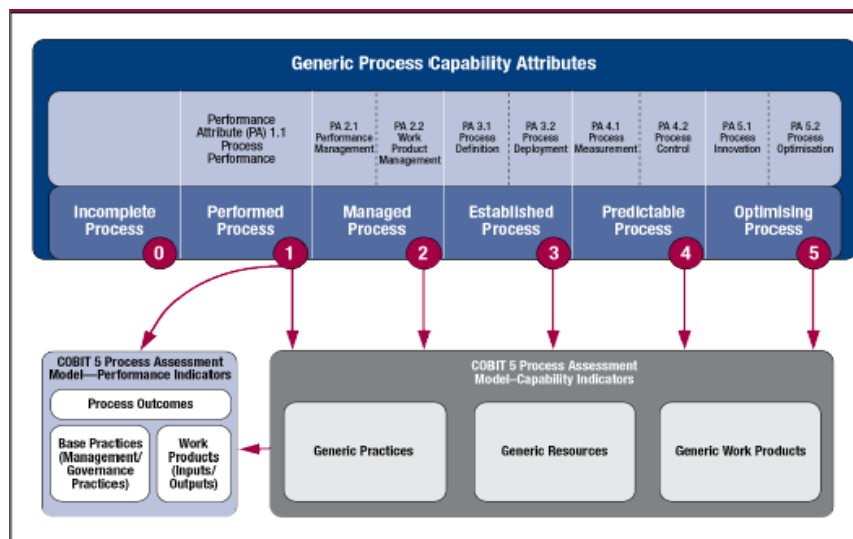 Generic Process Capability Attributes
Performance
Attribute (PA) 1.1
Process
Performance
PA 2.1
Performance
Management
PA 2.2
Work
Product
Management
PA 3.1
Process
Definition
PA 3.2
Process
Deployment
PA 4.1
Process
Measurement
PA 4.2
Process
Control
PA 5.1
Process
Innovation
PA 5.2
Process
Optimisation
Incomplete
Process
0
Performed
Process
1
Managed
Process
2
Established
Process
3
Predictable
Process
4
Optimising
Process
5
COBIT 5 Process Assessment
Model—Performance Indicators
Process Outcomes
Base Practices
(Management/
Governance
Practices)
Work
Products
(Inputs/
Outputs)
COBIT 5 Process Assessment
Model–Capability Indicators
Generic Practices
Generic Resources
Generic Work Products